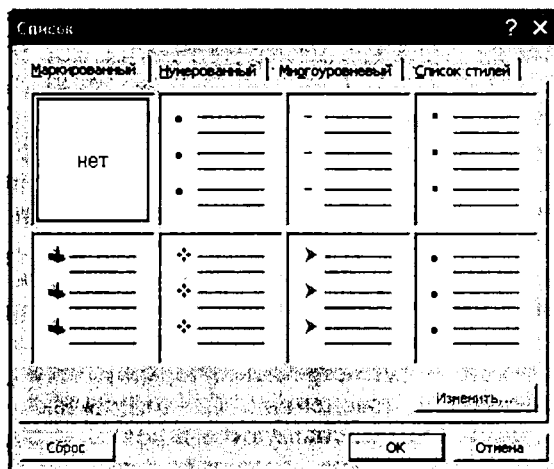 Список ? ×
Маркированный Нумерованный Многоуровневый Список стилей
нет
Изменить...
Сброс ОК Отмена